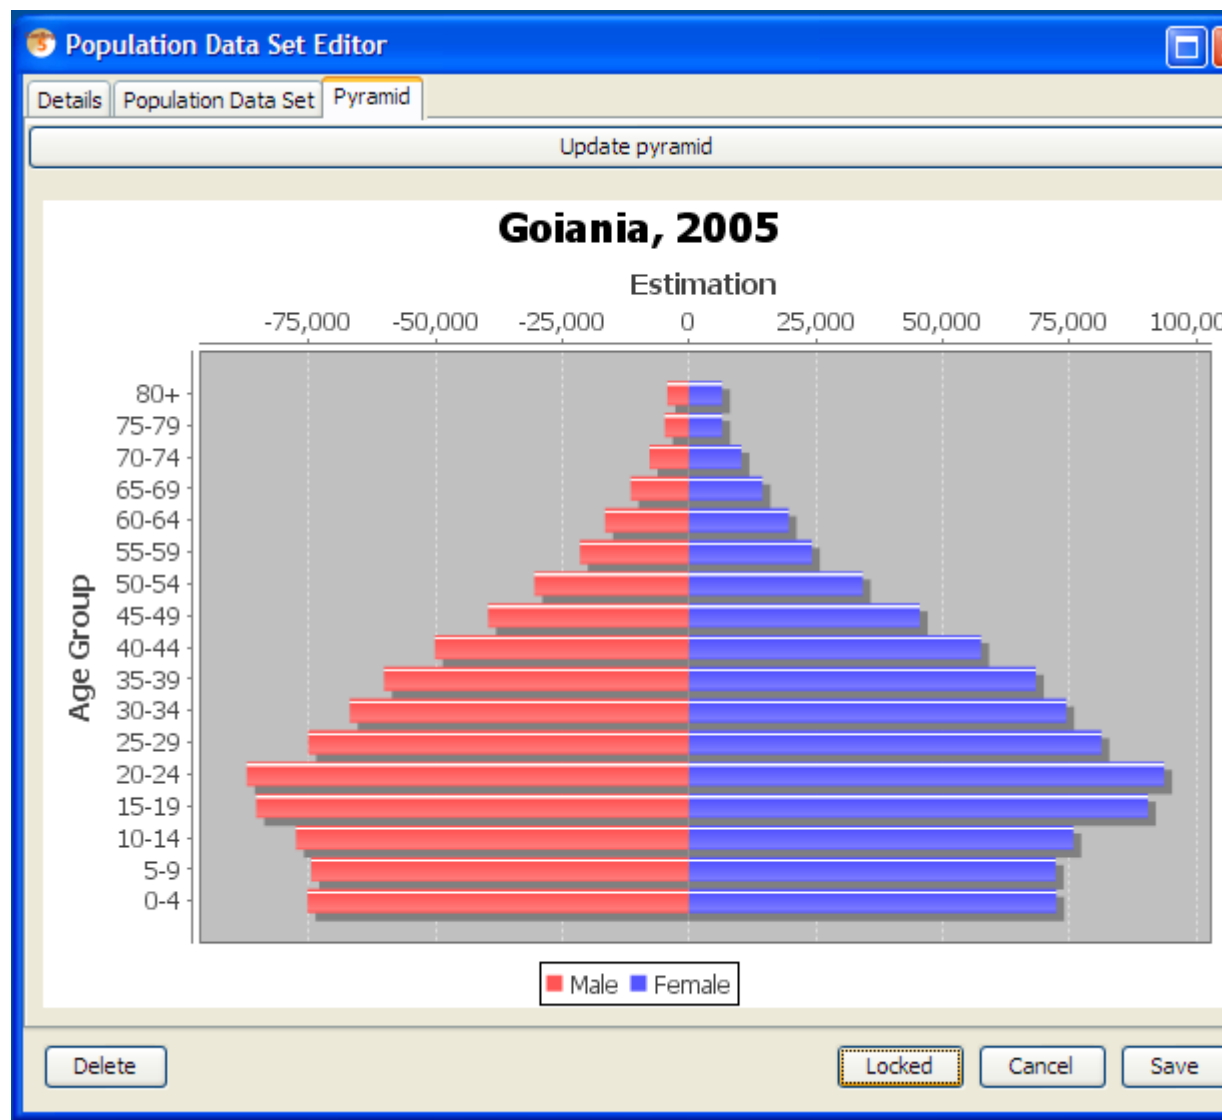 Population Data Set Editor
Details Population Data Set Pyramid
Update pyramid
Goiania, 2005
Estimation
-75,000 -50,000 -25,000 0 25,000 50,000 75,000 100,00
80+
75-79
70-74
65-69
60-64
55-59
50-54
45-49
40-44
35-39
30-34
25-29
20-24
15-19
10-14
5-9
0-4
Age Group
Male Female
Delete Locked Cancel Save